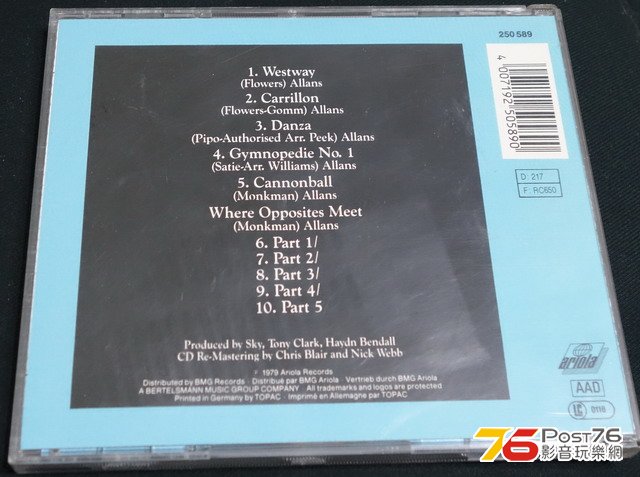 250 589
4 007192 505890
D: 217
F: RC650
1. Westway
(Flowers) Allans
2. Carrillon
(Flowers-Gomm) Allans
3. Danza
(Pipo-Authorised Arr. Peek) Allans
4. Gymnopedie No. 1
(Satie-Arr. Williams) Allans
5. Cannonball
(Monkman) Allans
Where Opposites Meet
(Monkman) Allans
6. Part 1/
7. Part 2/
8. Part 3/
9. Part 4/
10. Part 5
Produced by Sky, Tony Clark, Haydn Bendall
CD Re-Mastering by Chris Blair and Nick Webb
℗ 1979 Ariola Records
Distributed by BMG Records · Distribué par BMG Ariola · Vertrieb durch BMG Ariola
A BERTELSMANN MUSIC GROUP COMPANY · All trademarks and logos are protected
Printed in Germany by TOPAC · Imprimé en Allemagne par TOPAC
ariola
AAD
LC 0116
76 POST76
影音玩樂網